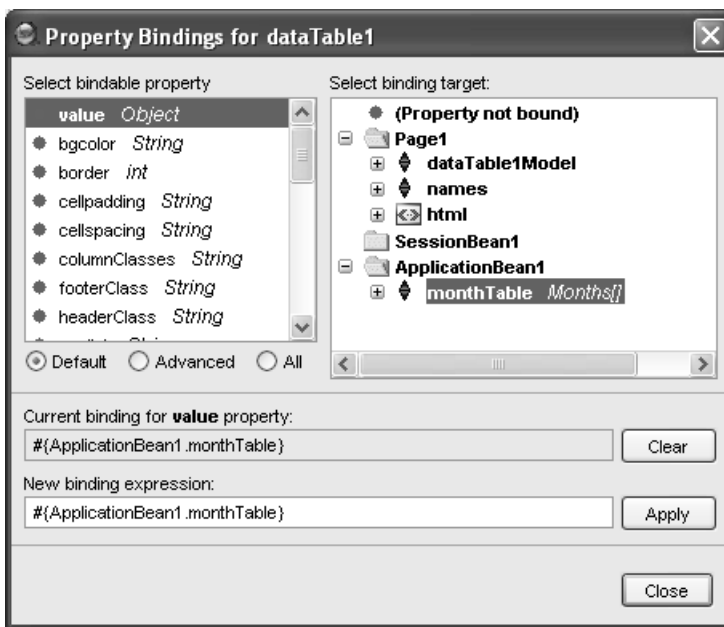 Property Bindings for dataTable1
Select bindable property
value Object
bgcolor String
border int
cellpadding String
cellspacing String
columnClasses String
footerClass String
headerClass String
Default Advanced All
Select binding target:
(Property not bound)
Page1
dataTable1Model
names
html
SessionBean1
ApplicationBean1
monthTable Months[]
Current binding for value property:
#{ApplicationBean1.monthTable}
Clear
New binding expression:
#{ApplicationBean1.monthTable}
Apply
Close